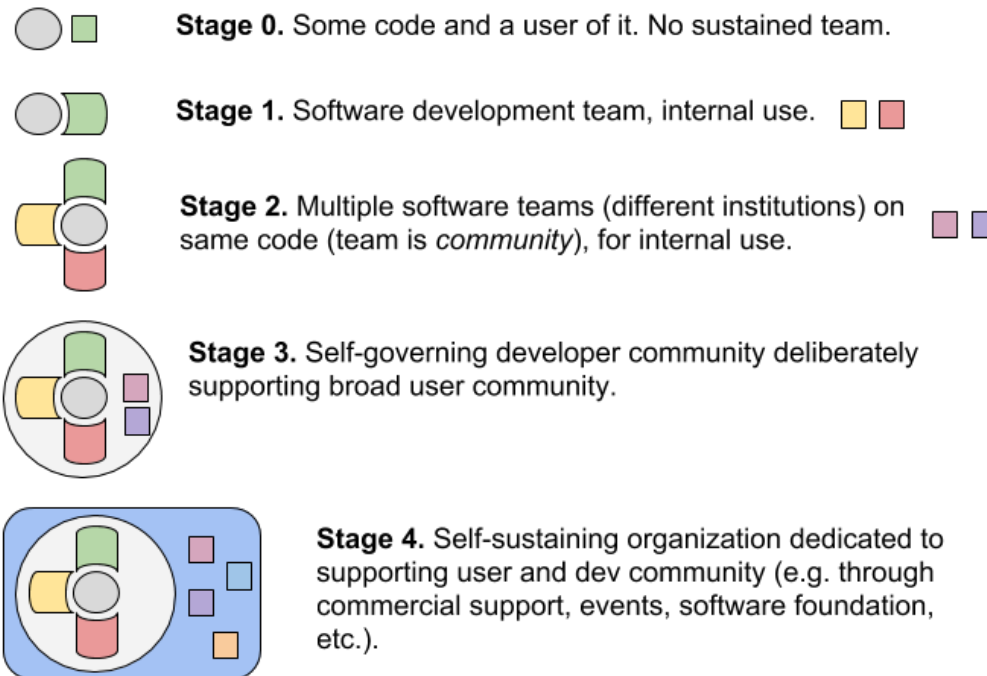 Stage 0. Some code and a user of it. No sustained team.
Stage 1. Software development team, internal use.
Stage 2. Multiple software teams (different institutions) on
same code (team is community), for internal use.
Stage 3. Self-governing developer community deliberately
supporting broad user community.
Stage 4. Self-sustaining organization dedicated to
supporting user and dev community (e.g. through
commercial support, events, software foundation,
etc.).